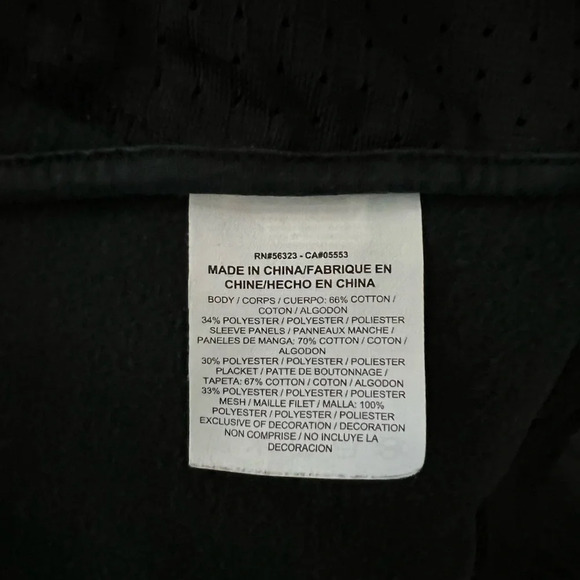 RN#56323 - CA#05553
MADE IN CHINA/FABRIQUE EN
CHINE/HECHO EN CHINA
BODY / CORPS / CUERPO: 66% COTTON /
COTON / ALGODON
34% POLYESTER / POLYESTER / POLIESTER
SLEEVE PANELS / PANNEAUX MANCHE /
PANELES DE MANGA: 70% COTTON / COTON /
ALGODON
30% POLYESTER / POLYESTER / POLIESTER
PLACKET / PATTE DE BOUTONNAGE /
TAPETA: 67% COTTON / COTON / ALGODON
33% POLYESTER / POLYESTER / POLIESTER
MESH / MAILLE FILET / MALLA: 100%
POLYESTER / POLYESTER / POLIESTER
EXCLUSIVE OF DECORATION / DECORATION
NON COMPRISE / NO INCLUYE LA
DECORACION